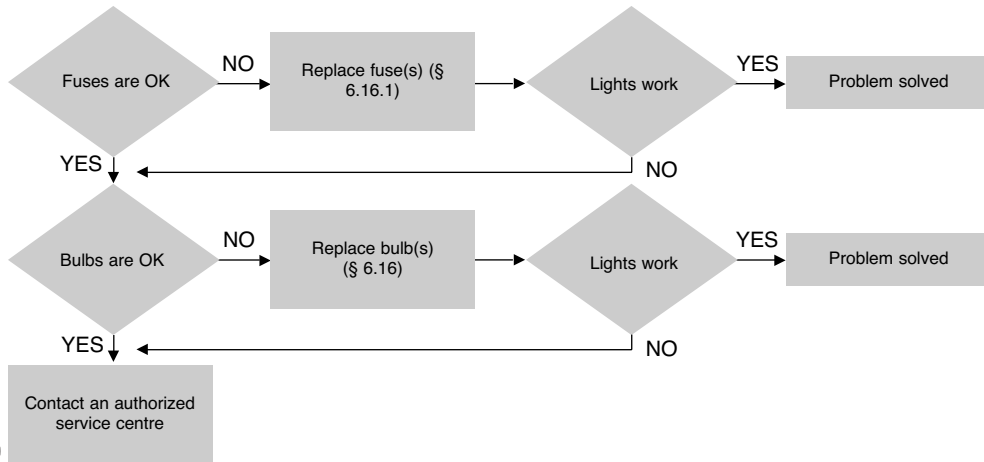 Fuses are OK
NO
Replace fuse(s) (§
6.16.1)
Lights work
YES
Problem solved
YES
NO
Bulbs are OK
NO
Replace bulb(s)
(§ 6.16)
Lights work
YES
Problem solved
YES
NO
Contact an authorized
service centre